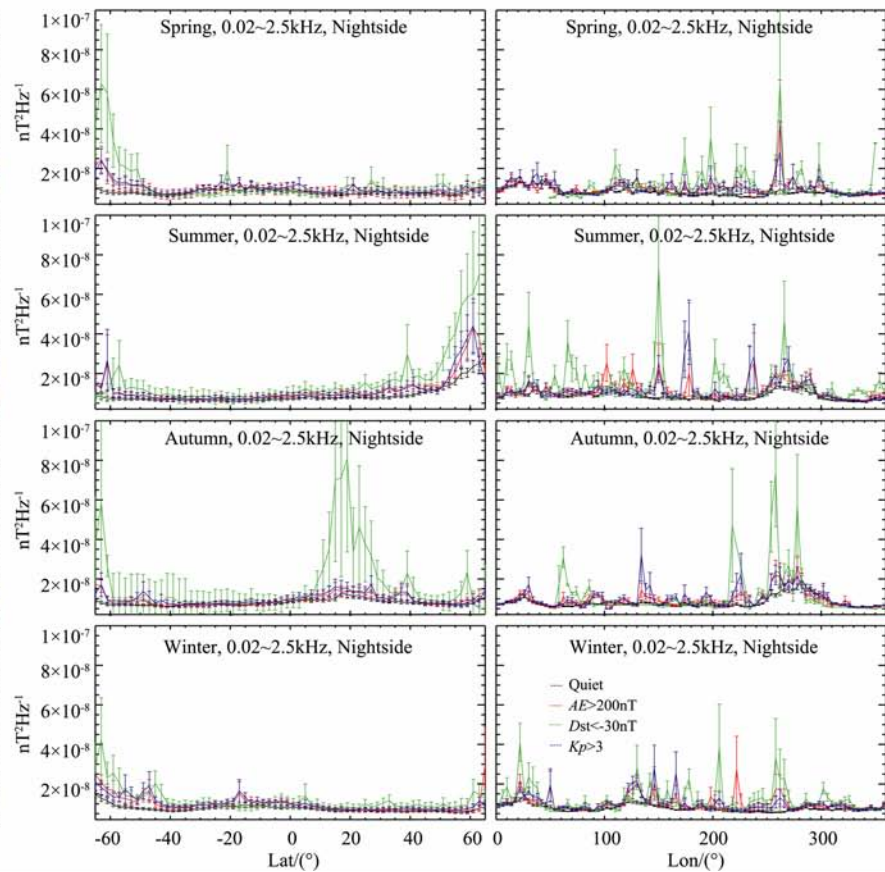 1×10⁻⁷
Spring, 0.02~2.5kHz, Nightside
Spring, 0.02~2.5kHz, Nightside
8×10⁻⁸
6×10⁻⁸
nT²Hz⁻¹
4×10⁻⁸
2×10⁻⁸
1×10⁻⁷
Summer, 0.02~2.5kHz, Nightside
Summer, 0.02~2.5kHz, Nightside
8×10⁻⁸
6×10⁻⁸
nT²Hz⁻¹
4×10⁻⁸
2×10⁻⁸
1×10⁻⁷
Autumn, 0.02~2.5kHz, Nightside
Autumn, 0.02~2.5kHz, Nightside
8×10⁻⁸
6×10⁻⁸
nT²Hz⁻¹
4×10⁻⁸
2×10⁻⁸
1×10⁻⁷
Winter, 0.02~2.5kHz, Nightside
Winter, 0.02~2.5kHz, Nightside
8×10⁻⁸
6×10⁻⁸
nT²Hz⁻¹
4×10⁻⁸
2×10⁻⁸
Quiet
AE>200nT
Dst<-30nT
Kp>3
-60 -40 -20 0 20 40 60
0 100 200 300
Lat/(°)
Lon/(°)